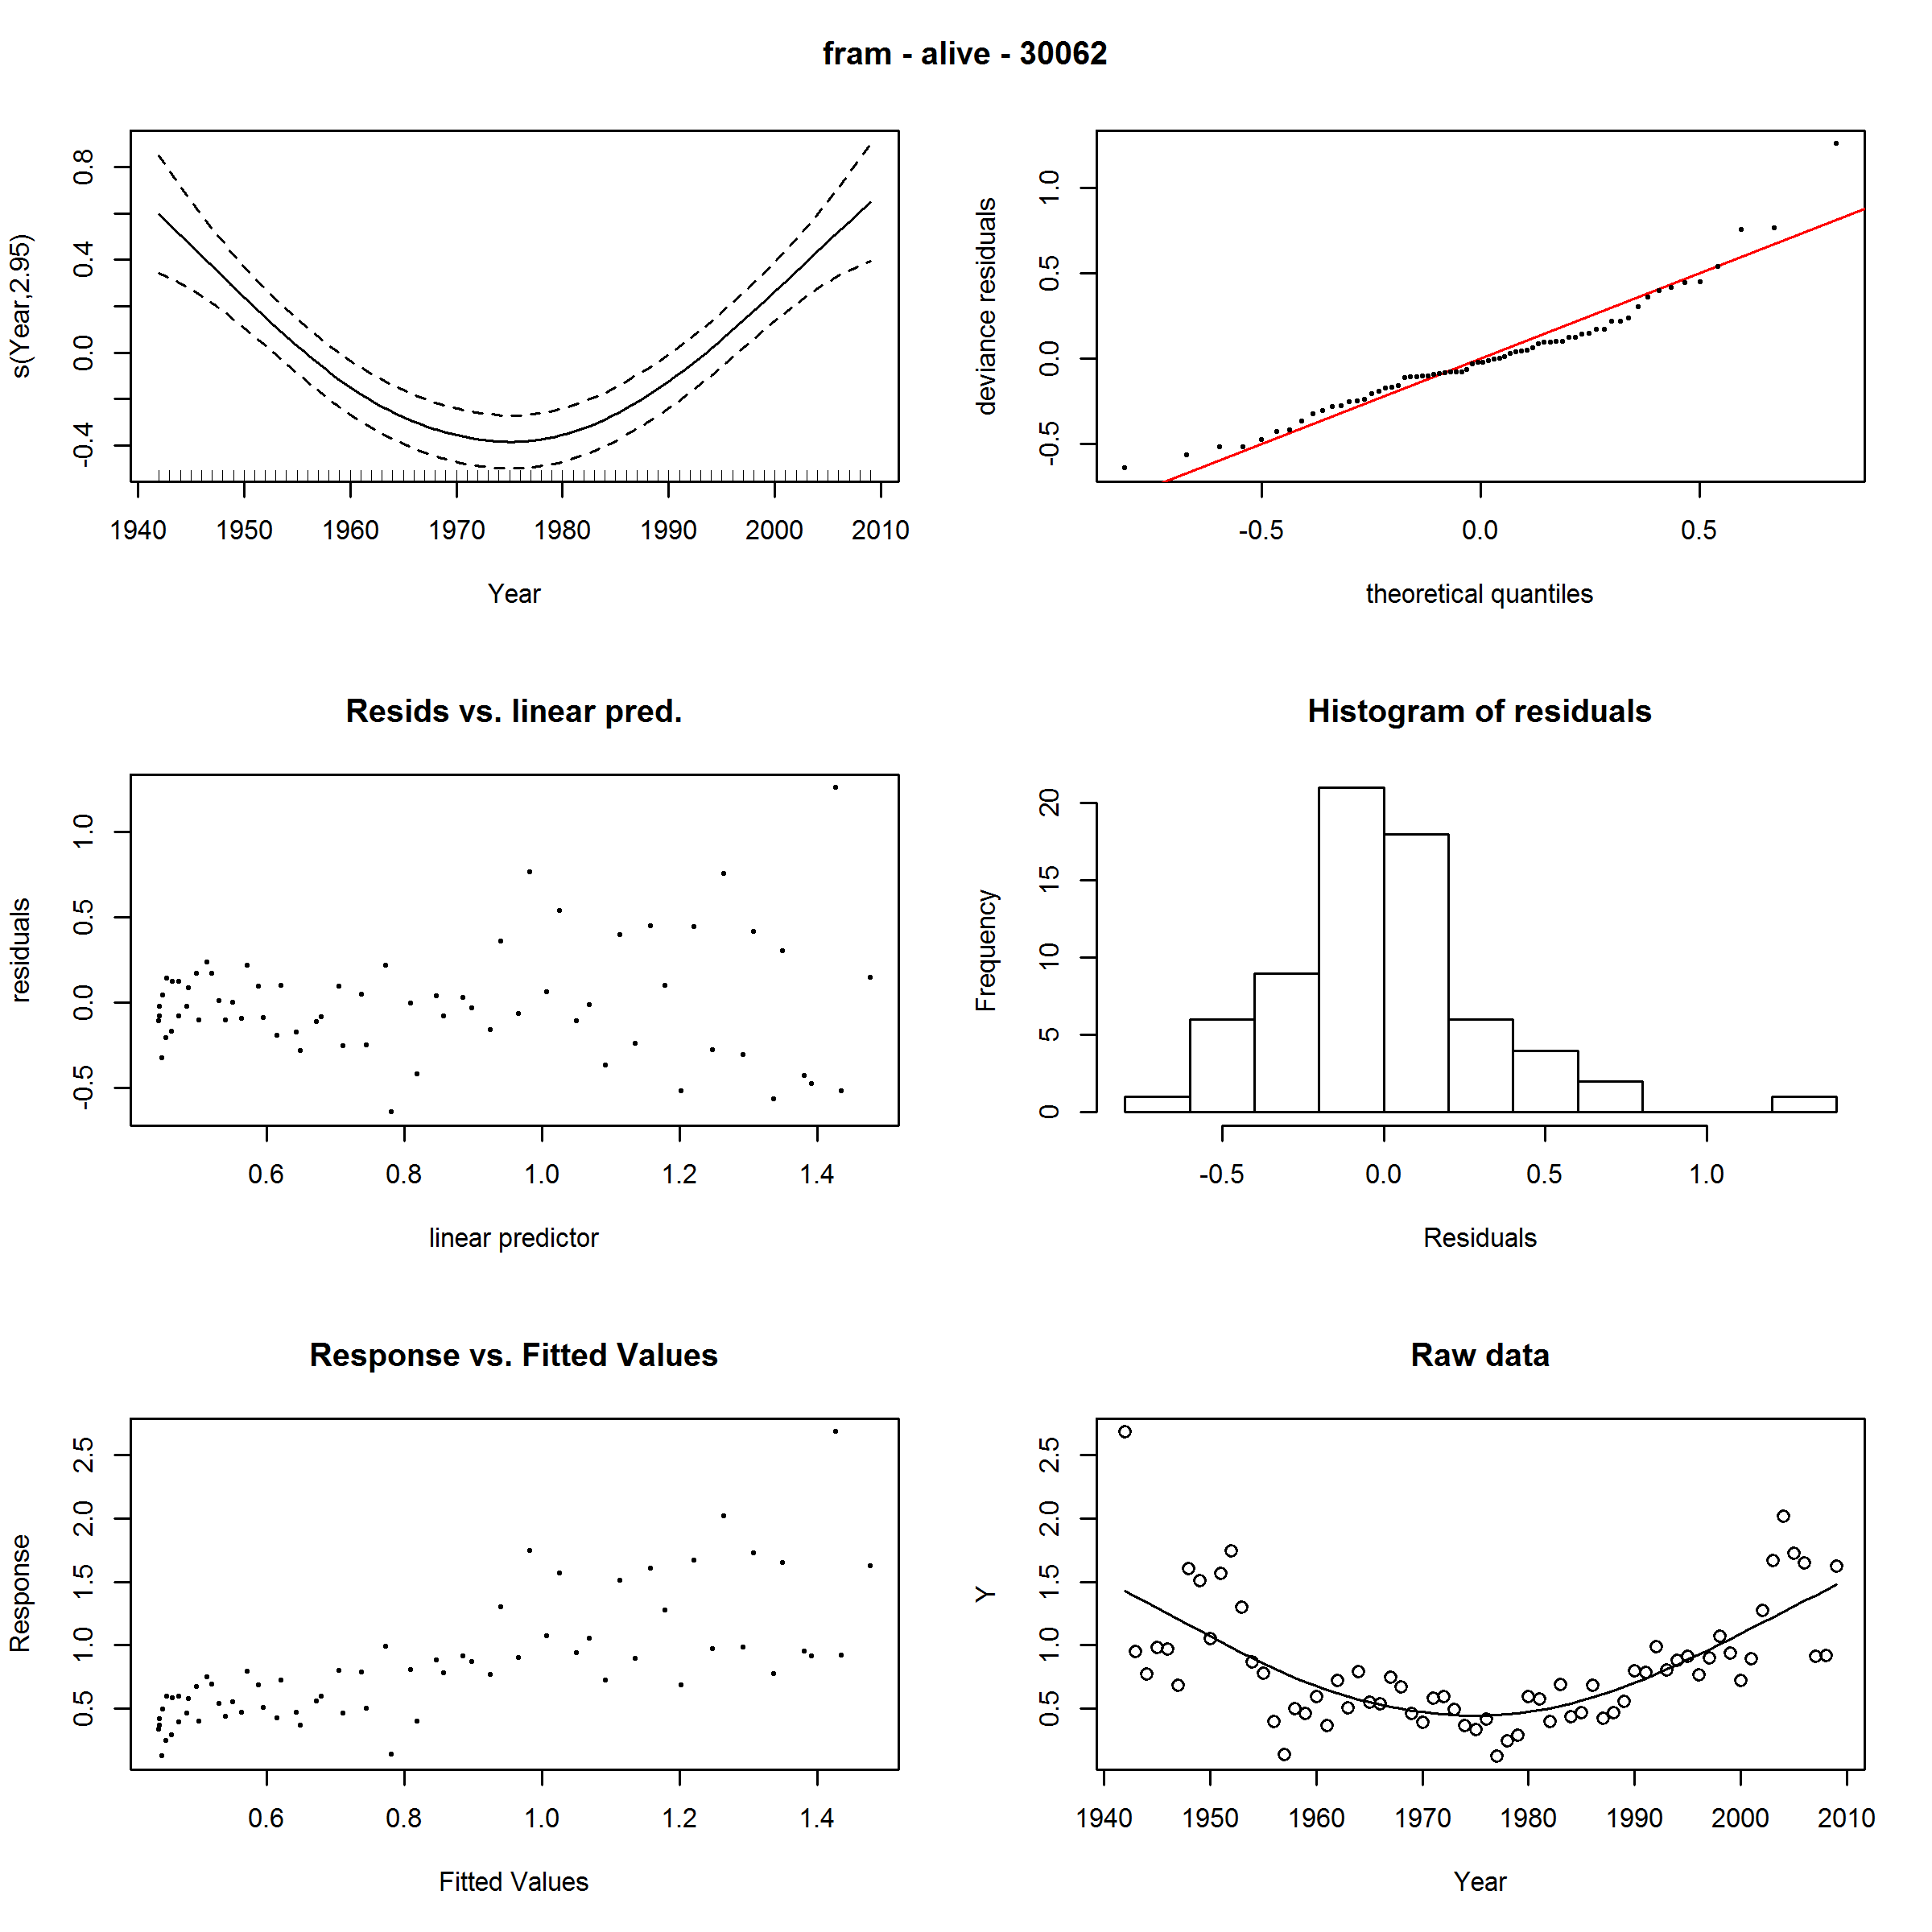 fram - alive - 30062
s(Year,2.95)
0.8
0.4
0.0
-0.4
1940 1950 1960 1970 1980 1990 2000 2010
Year
deviance residuals
1.0
0.5
0.0
-0.5
-0.5 0.0 0.5
theoretical quantiles
Resids vs. linear pred.
residuals
1.0
0.5
0.0
-0.5
0.6 0.8 1.0 1.2 1.4
linear predictor
Histogram of residuals
Frequency
20
15
10
5
0
-0.5 0.0 0.5 1.0
Residuals
Response vs. Fitted Values
Response
2.5
2.0
1.5
1.0
0.5
0.6 0.8 1.0 1.2 1.4
Fitted Values
Raw data
Y
2.5
2.0
1.5
1.0
0.5
1940 1950 1960 1970 1980 1990 2000 2010
Year